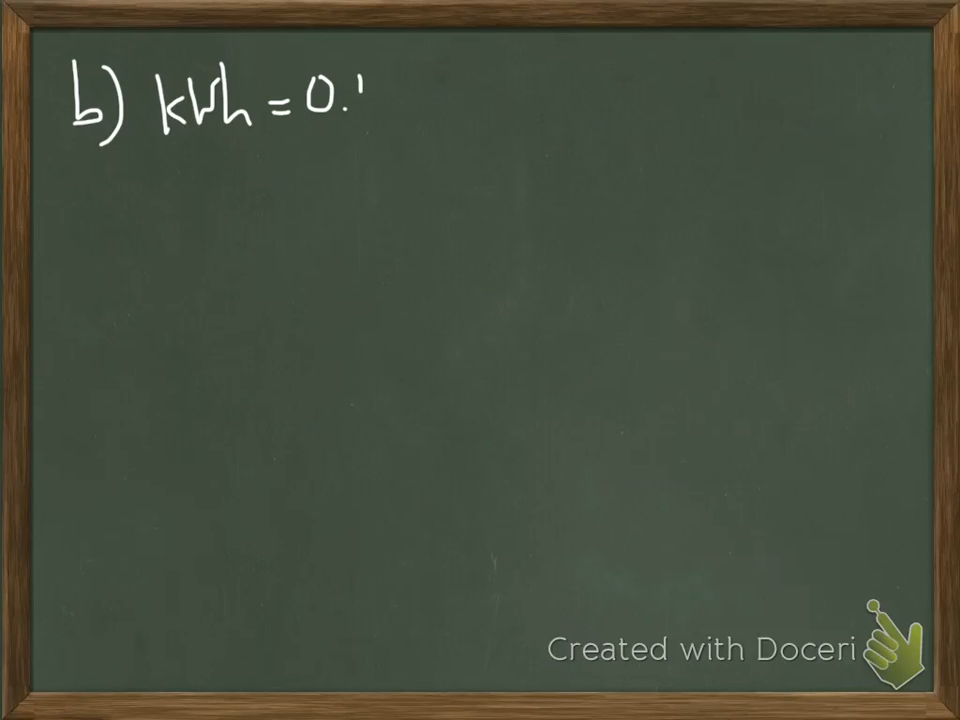 b) kWh = 0.
Created with Doceri